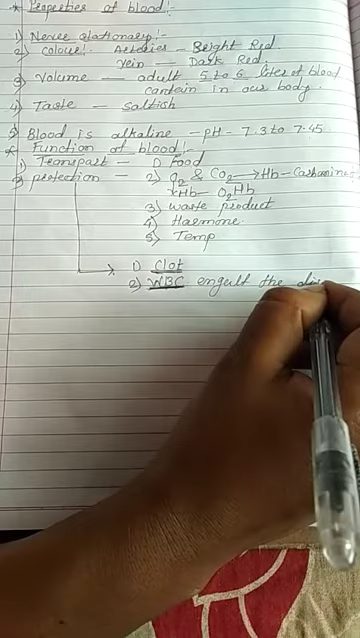 * Properties of blood:-
1) Never stationary:-
2) Colour:- Arteries - Bright Red
Vein - Dark Red.
3) Volume - adult 5 to 6 liter of blood
contain in our body.
4) Taste - saltish
5) Blood is alkaline - pH - 7.3 to 7.45
* Function of blood:-
1) Transport - 1) Food
2) protection - 2) O2 & CO2 → Hb - Carbamino
Hb - O2Hb
3) waste product
4) Harmone
5) Temp
1) Clot
2) WBC engulf the